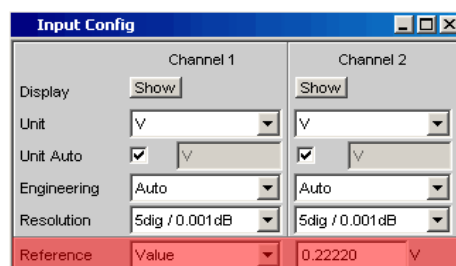 Input Config
Channel 1 Channel 2
Display Show Show
Unit V V
Unit Auto V V
Engineering Auto Auto
Resolution 5dig / 0.001dB 5dig / 0.001dB
Reference Value 0.22220 V